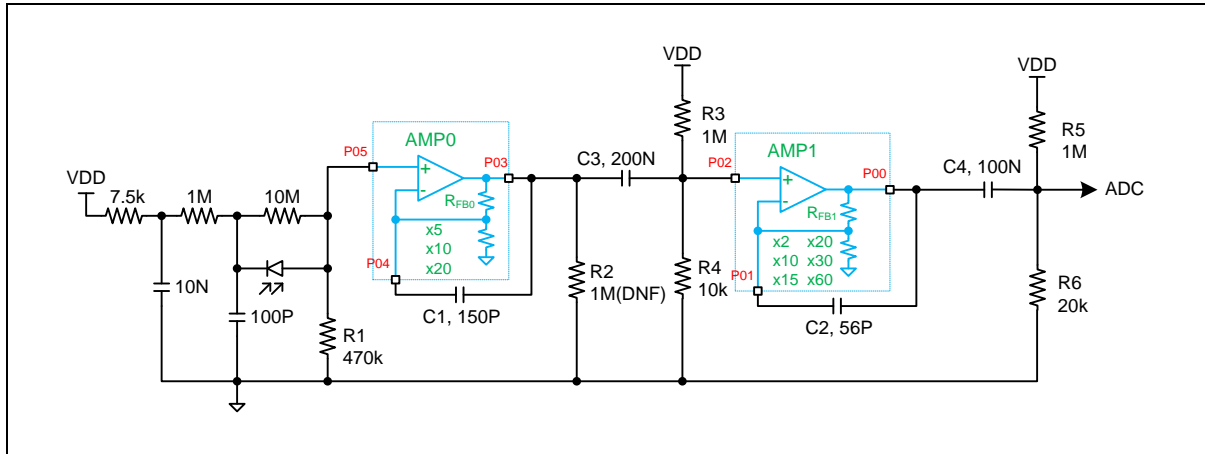 VDD
7.5k
1M
10M
10N
100P
R1
470k
P05
AMP0
P03
RFB0
x5
x10
x20
P04
C1, 150P
C3, 200N
R2
1M(DNF)
VDD
R3
1M
R4
10k
P02
AMP1
P00
RFB1
x2 x20
x10 x30
x15 x60
P01
C2, 56P
C4, 100N
VDD
R5
1M
ADC
R6
20k